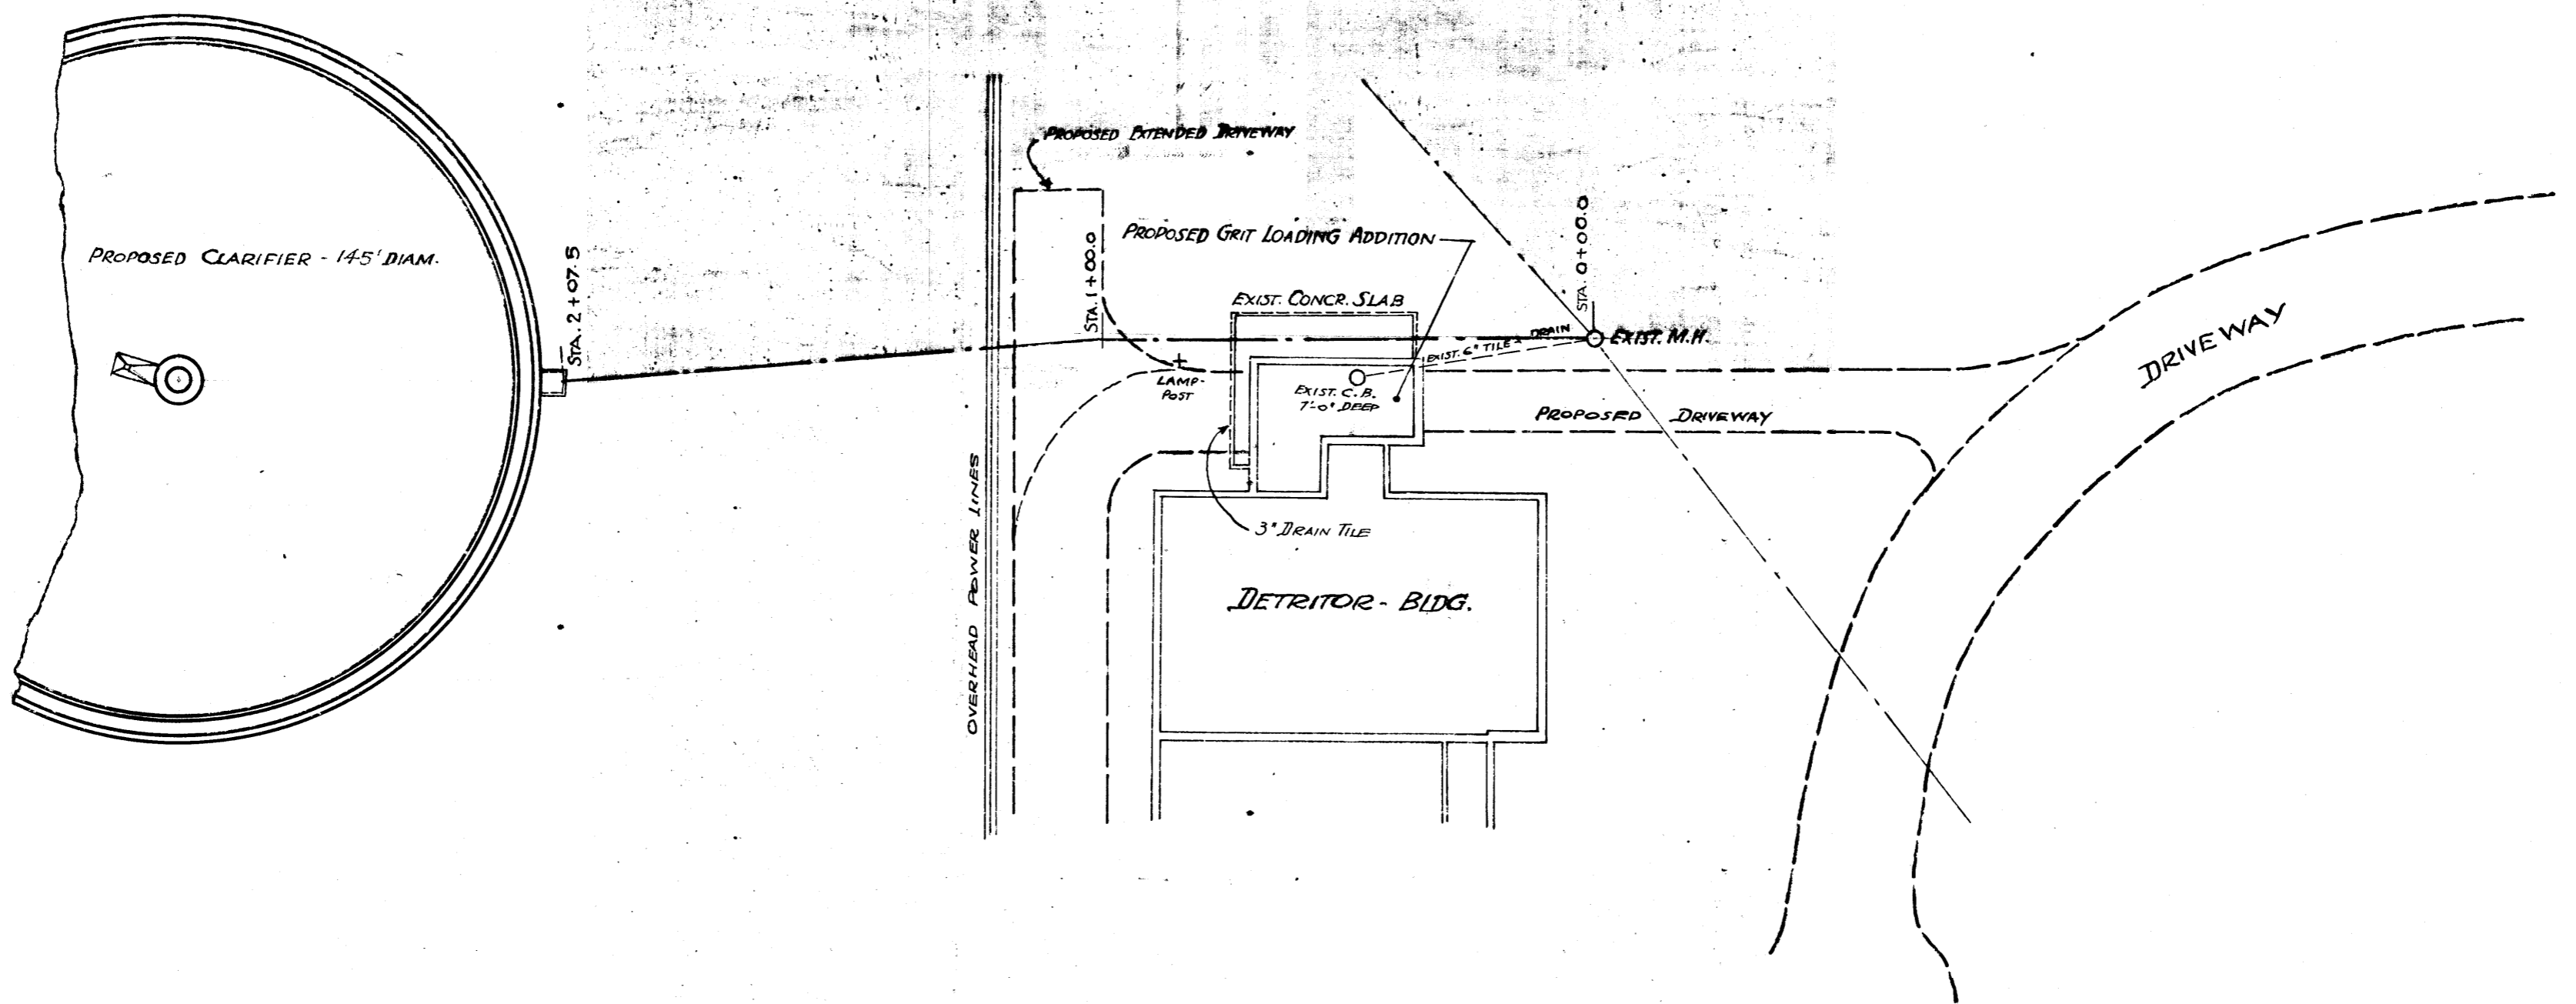 PROPOSED EXTENDED DRIVEWAY
PROPOSED GRIT LOADING ADDITION
STA. 0+00.0
STA. 1+00.0
STA. 2+07.5
PROPOSED CLARIFIER - 145' DIAM.
EXIST. CONCR. SLAB
EXIST. 6" TILE DRAIN
EXIST. M.H.
DRIVEWAY
LAMP-
POST
EXIST. C.B.
7'-0" DEEP
PROPOSED DRIVEWAY
OVERHEAD POWER LINES
3" DRAIN TILE
DETRITOR - BLDG.